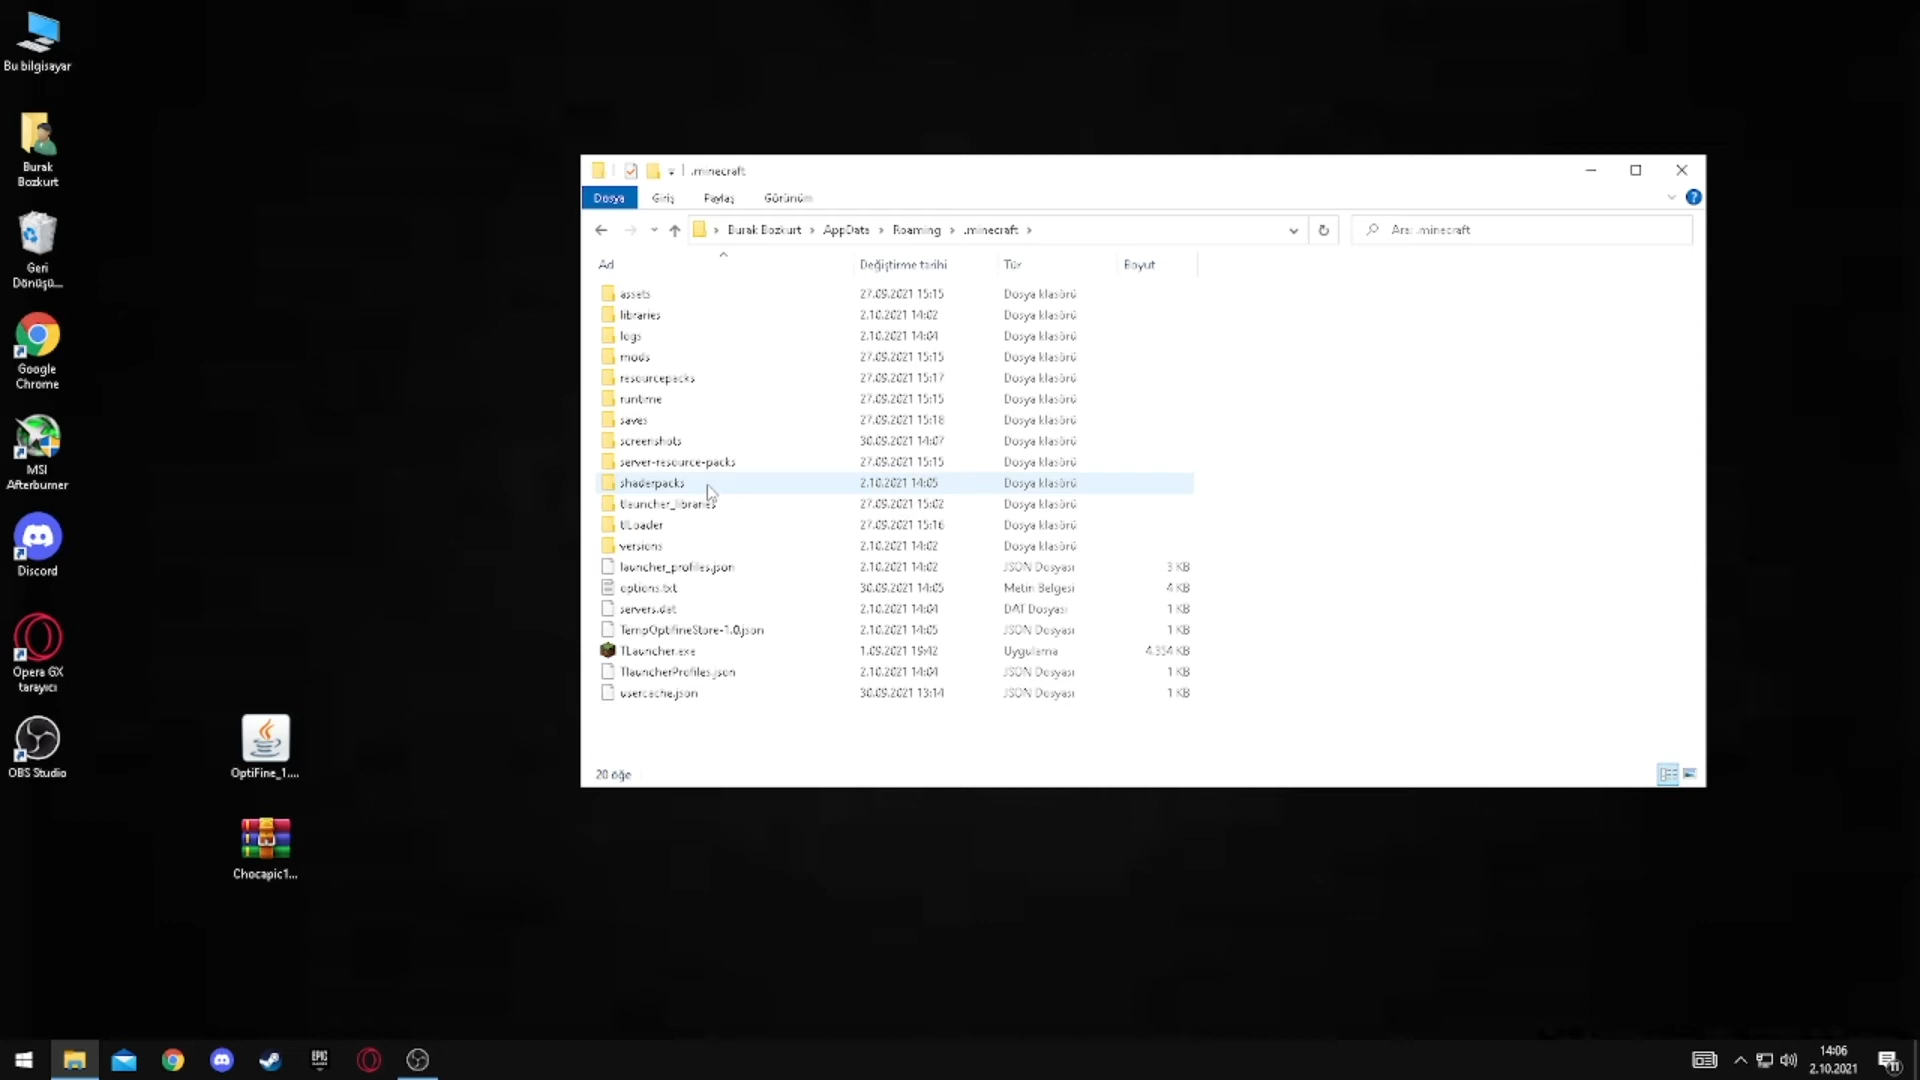 Bu bilgisayar
Burak
Bozkurt
Geri
Dönüşü...
Google
Chrome
MSI
Afterburner
Discord
Opera GX
tarayıcı
OBS Studio
OptiFine_1....
Chocapic1...
.minecraft
Dosya Giriş Paylaş Görünüm
Burak Bozkurt AppData Roaming .minecraft
Ara: .minecraft
Ad Değiştirme tarihi Tür Boyut
assets 27.09.2021 15:15 Dosya klasörü
libraries 2.10.2021 14:02 Dosya klasörü
logs 2.10.2021 14:04 Dosya klasörü
mods 27.09.2021 15:15 Dosya klasörü
resourcepacks 27.09.2021 15:17 Dosya klasörü
runtime 27.09.2021 15:15 Dosya klasörü
saves 27.09.2021 15:18 Dosya klasörü
screenshots 30.09.2021 14:07 Dosya klasörü
server-resource-packs 27.09.2021 15:15 Dosya klasörü
shaderpacks 2.10.2021 14:05 Dosya klasörü
tlauncher_libraries 27.09.2021 15:02 Dosya klasörü
tlLoader 27.09.2021 15:16 Dosya klasörü
versions 2.10.2021 14:02 Dosya klasörü
launcher_profiles.json 2.10.2021 14:02 JSON Dosyası 3 KB
options.txt 30.09.2021 14:05 Metin Belgesi 4 KB
servers.dat 2.10.2021 14:04 DAT Dosyası 1 KB
TempOptifineStore-1.0.json 2.10.2021 14:05 JSON Dosyası 1 KB
TLauncher.exe 1.09.2021 19:42 Uygulama 4.354 KB
TlauncherProfiles.json 2.10.2021 14:04 JSON Dosyası 1 KB
usercache.json 30.09.2021 13:14 JSON Dosyası 1 KB
20 öğe
EPIC
14:06
2.10.2021
11